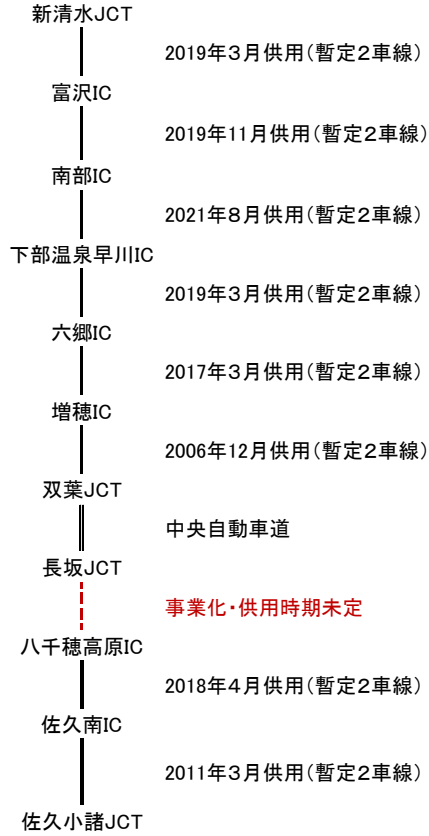 新清水JCT
2019年3月供用（暫定2車線）
富沢IC
2019年11月供用（暫定2車線）
南部IC
2021年8月供用（暫定2車線）
下部温泉早川IC
2019年3月供用（暫定2車線）
六郷IC
2017年3月供用（暫定2車線）
増穂IC
2006年12月供用（暫定2車線）
双葉JCT
中央自動車道
長坂JCT
事業化・供用時期未定
八千穂高原IC
2018年4月供用（暫定2車線）
佐久南IC
2011年3月供用（暫定2車線）
佐久小諸JCT